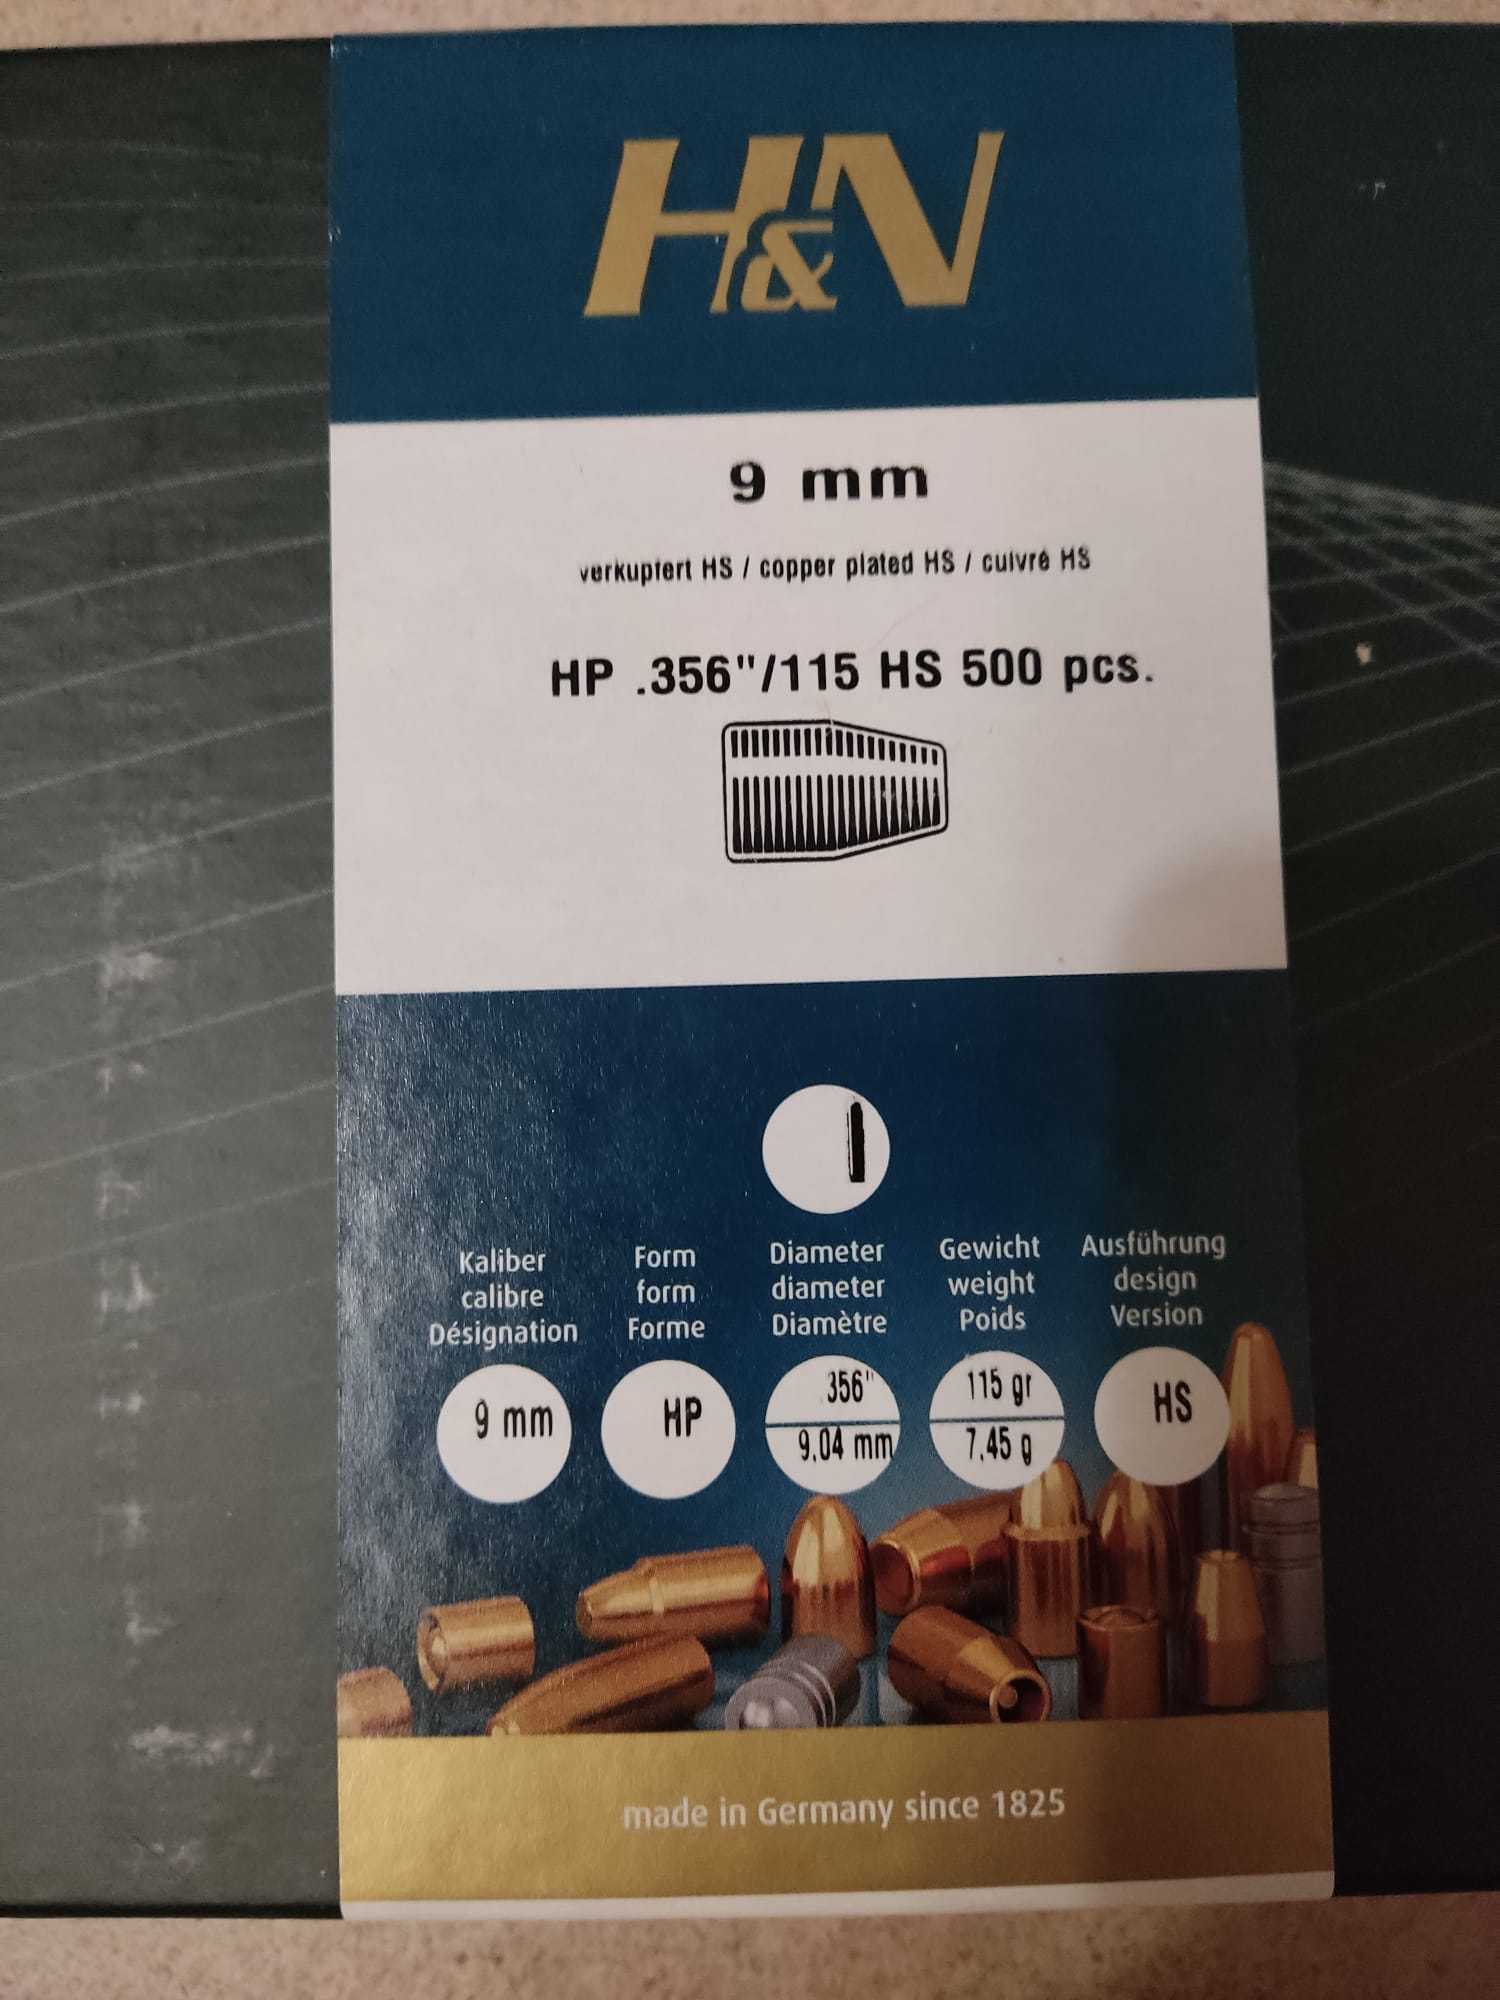 H&N
9 mm
verkupfert HS / copper plated HS / cuivré HS
HP .356"/115 HS 500 pcs.
Kaliber
calibre
Désignation
Form
form
Forme
Diameter
diameter
Diamètre
Gewicht
weight
Poids
Ausführung
design
Version
9 mm
HP
356"
9,04 mm
115 gr
7,45 g
HS
made in Germany since 1825